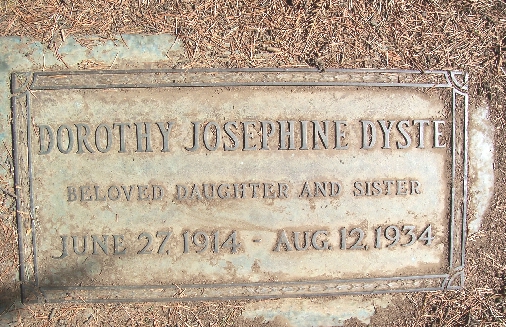 DOROTHY JOSEPHINE DYSTE
BELOVED DAUGHTER AND SISTER
JUNE 27, 1914 - AUG. 12, 1934